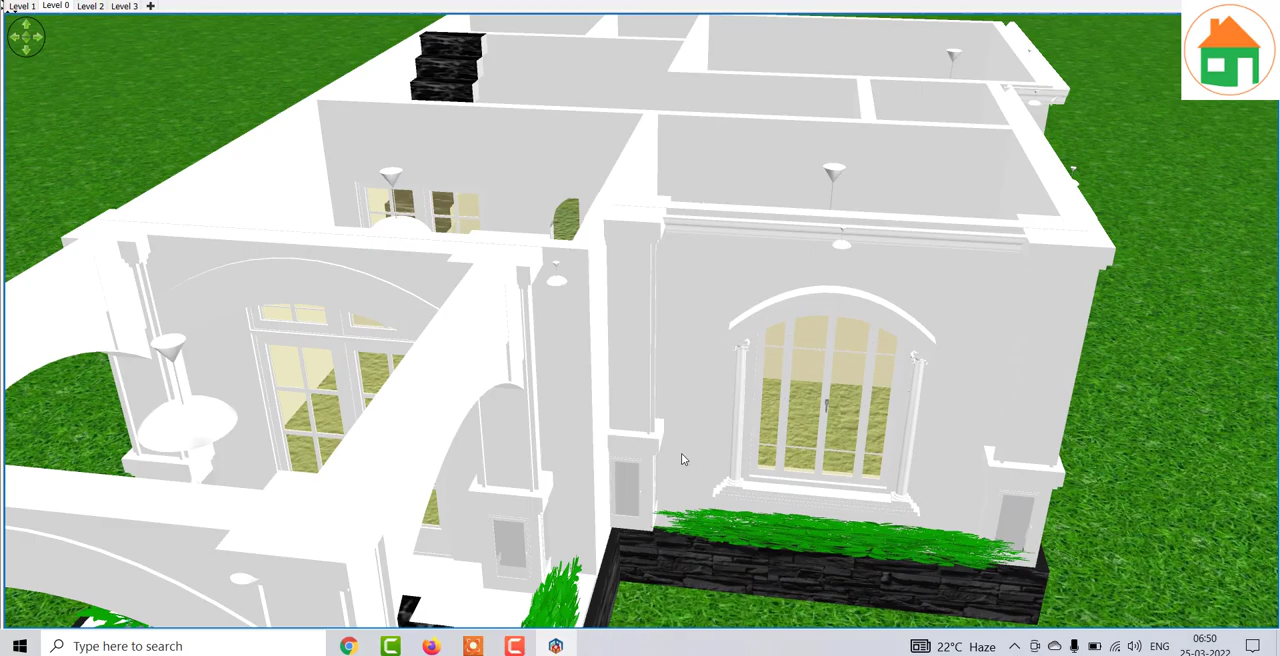 Level 1 Level 0 Level 2 Level 3
Type here to search
22°C Haze
ENG
06:50
25-03-2022